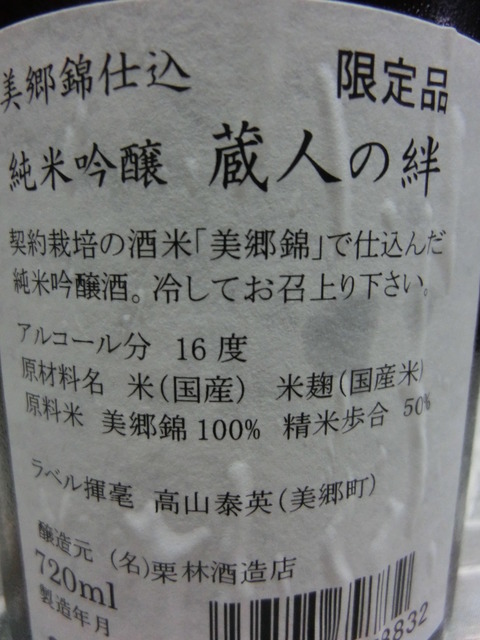 美郷錦仕込 限定品
純米吟醸 蔵人の絆
契約栽培の酒米「美郷錦」で仕込んだ
純米吟醸酒。冷してお召上り下さい。
アルコール分 16度
原材料名 米(国産) 米麹(国産米)
原料米 美郷錦100% 精米歩合 50%
ラベル揮毫 高山泰英(美郷町)
醸造元 (名)栗林酒造店
720ml
製造年月
8832